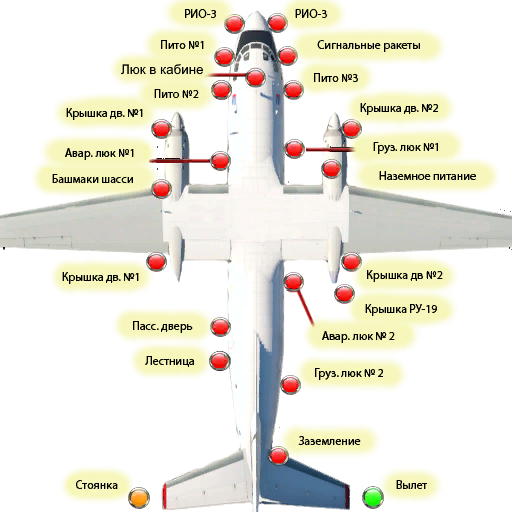 РИО-3
РИО-3
Пито №1
Сигнальные ракеты
Люк в кабине
Пито №3
Пито №2
Крышка дв. №1
Крышка дв. №2
Авар. люк №1
Груз. люк №1
Башмаки шасси
Наземное питание
Крышка дв. №1
Крышка дв №2
Крышка РУ-19
Пасс. дверь
Авар. люк № 2
Лестница
Груз. люк № 2
Заземление
Стоянка
Вылет